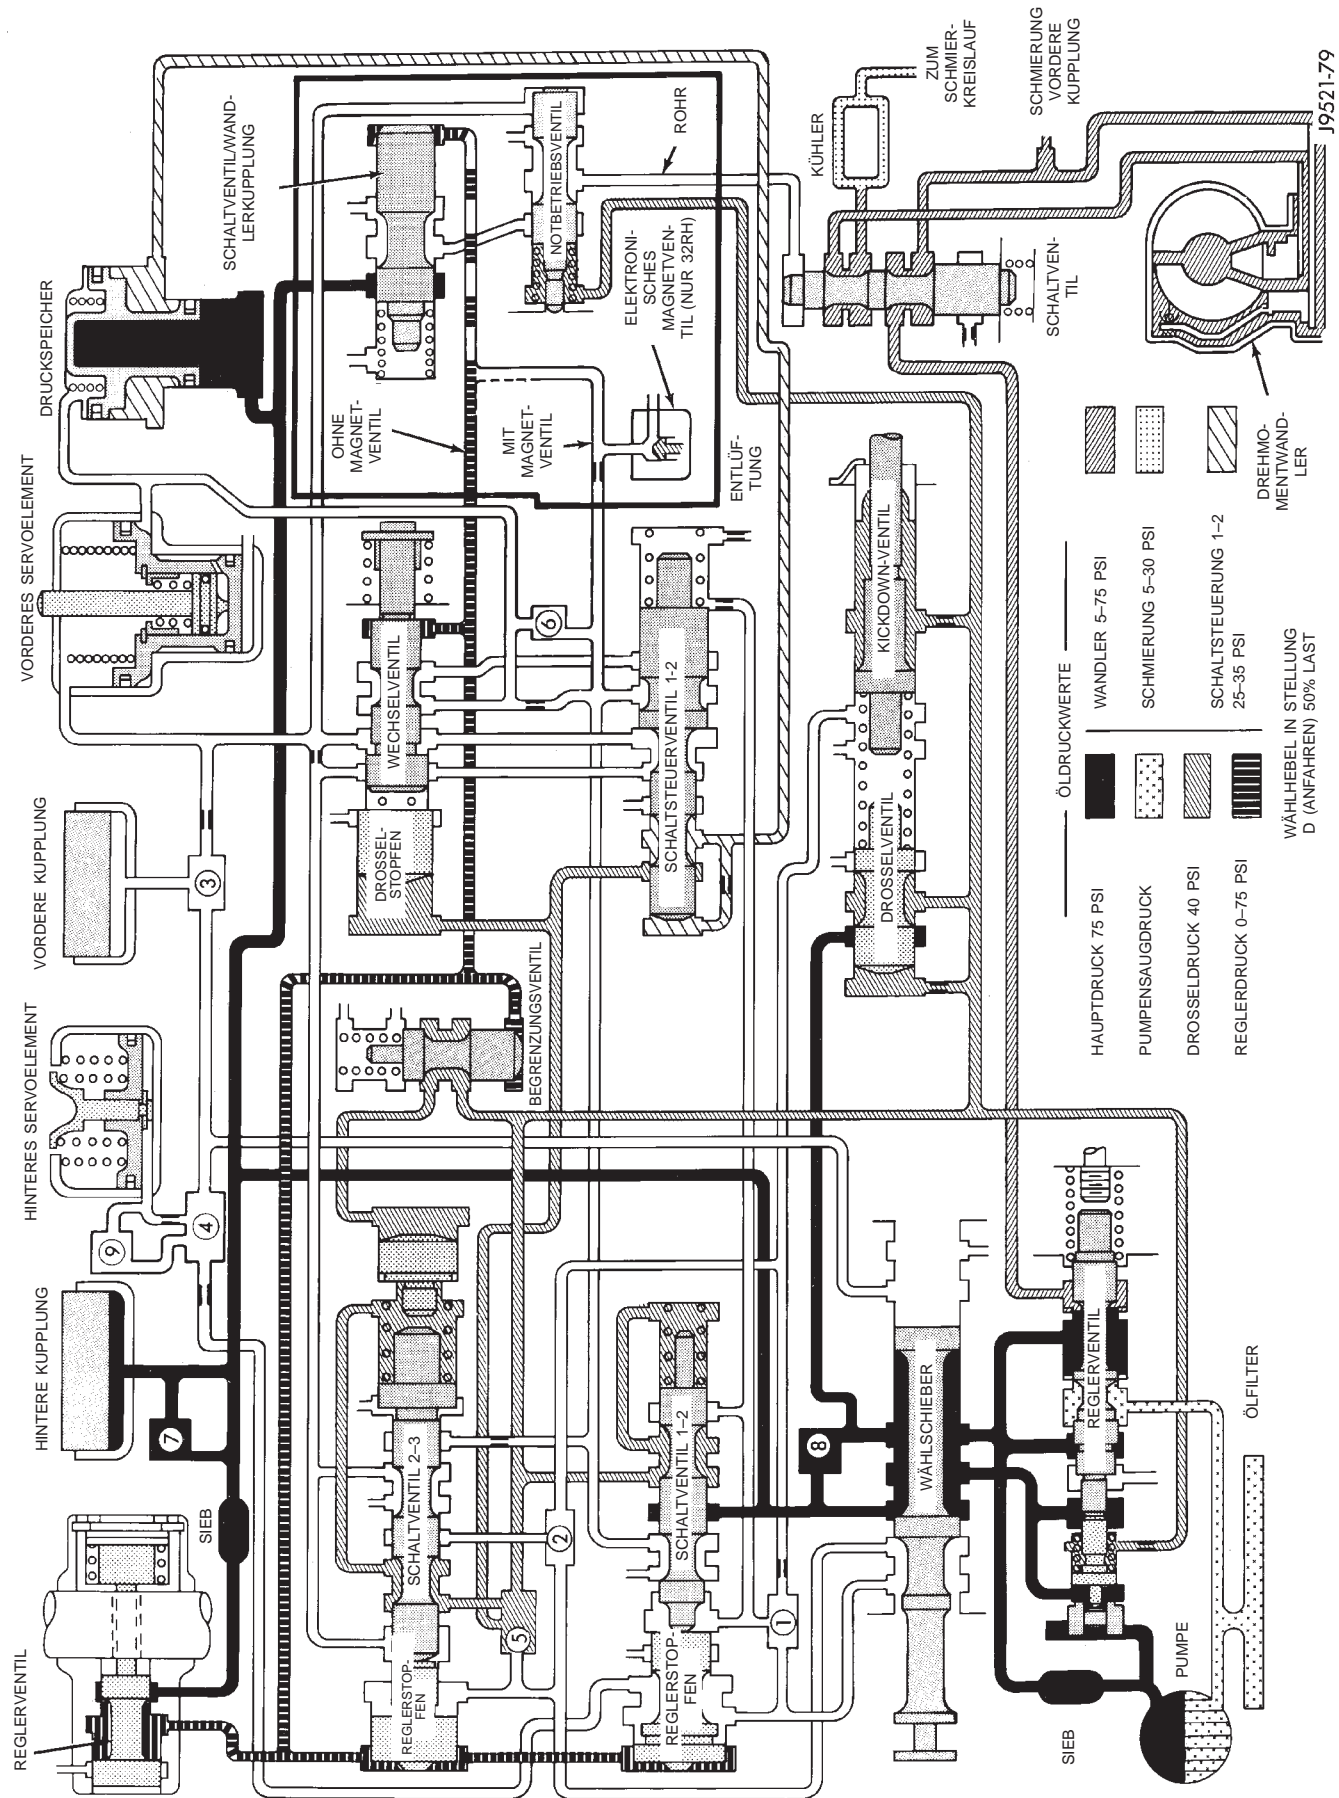 REGLERVENTIL
HINTERE KUPPLUNG
HINTERES SERVOELEMENT
VORDERE KUPPLUNG
VORDERES SERVOELEMENT
DRUCKSPEICHER
SIEB
7
9
4
3
SCHALTVENTIL/WAND-
LERKUPPLUNG
OHNE
MAGNET-
VENTIL
MIT
MAGNET-
VENTIL
NOTBETRIEBSVENTIL
ROHR
ELEKTRONI-
SCHES
MAGNETVEN-
TIL (NUR 32RH)
ENTLÜF-
TUNG
REGLERSTOP-
FEN
SCHALTVENTIL 2–3
BEGRENZUNGSVENTIL
DROSSEL-
STOPFEN
WECHSELVENTIL
5
2
6
REGLERSTOP-
FEN
SCHALTVENTIL 1–2
SCHALTSTEUERVENTIL 1-2
1
8
WÄHLSCHIEBER
DROSSELVENTIL
KICKDOWN-VENTIL
SCHALTVEN-
TIL
KÜHLER
ZUM
SCHMIER-
KREISLAUF
SCHMIERUNG
VORDERE
KUPPLUNG
SIEB
PUMPE
REGLERVENTIL
ÖLFILTER
ÖLDRUCKWERTE
HAUPTDRUCK 75 PSI
PUMPENSAUGDRUCK
DROSSELDRUCK 40 PSI
REGLERDRUCK 0–75 PSI
WANDLER 5–75 PSI
SCHMIERUNG 5–30 PSI
SCHALTSTEUERUNG 1–2
25–35 PSI
WÄHLHEBEL IN STELLUNG
D (ANFAHREN) 50% LAST
DREHMO-
MENTWAND-
LER
J9521-79